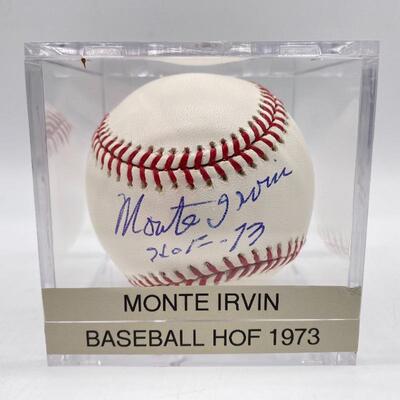 Monte Irvin
HOF-73
MONTE IRVIN
BASEBALL HOF 1973